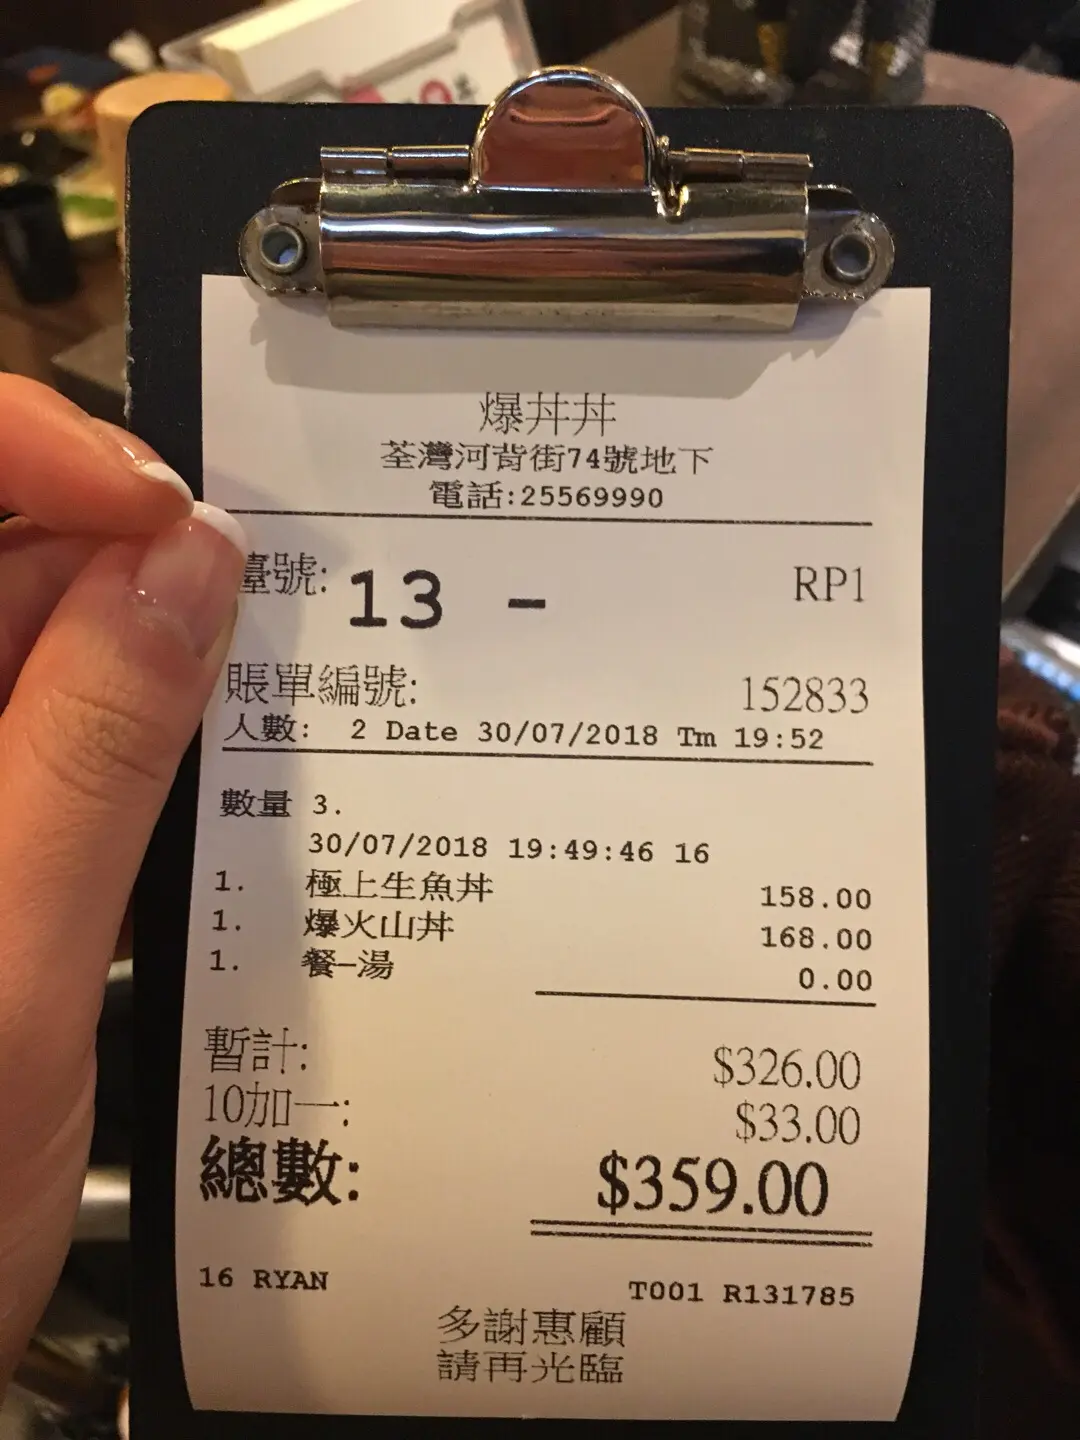 爆丼丼
荃灣河背街74號地下
電話:25569990
臺號: 13 - RP1
賬單編號: 152833
人數: 2 Date 30/07/2018 Tm 19:52
數量 3.
30/07/2018 19:49:46 16
1. 極上生魚丼 158.00
1. 爆火山丼 168.00
1. 餐—湯 0.00
暫計: $326.00
10加一: $33.00
總數: $359.00
16 RYAN T001 R131785
多謝惠顧
請再光臨